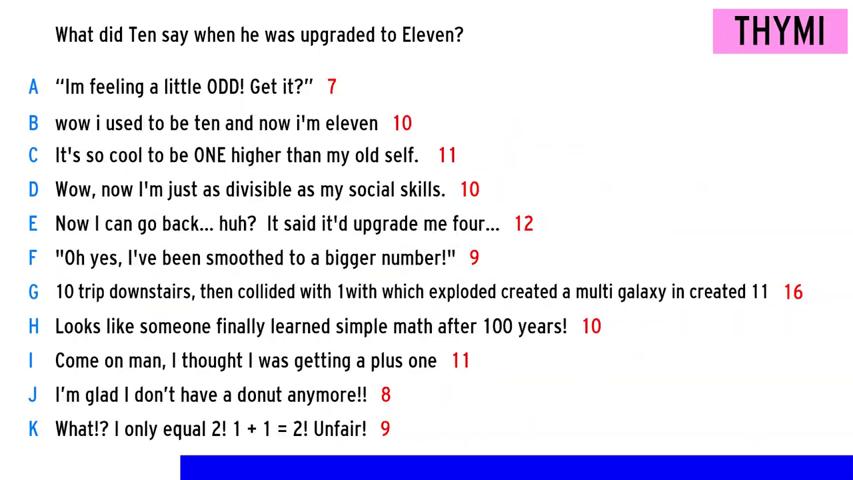 What did Ten say when he was upgraded to Eleven?
THYMI
A “Im feeling a little ODD! Get it?” 7
B wow i used to be ten and now i'm eleven 10
C It's so cool to be ONE higher than my old self. 11
D Wow, now I'm just as divisible as my social skills. 10
E Now I can go back... huh? It said it'd upgrade me four... 12
F "Oh yes, I've been smoothed to a bigger number!" 9
G 10 trip downstairs, then collided with 1with which exploded created a multi galaxy in created 11 16
H Looks like someone finally learned simple math after 100 years! 10
I Come on man, I thought I was getting a plus one 11
J I’m glad I don’t have a donut anymore!! 8
K What!? I only equal 2! 1 + 1 = 2! Unfair! 9